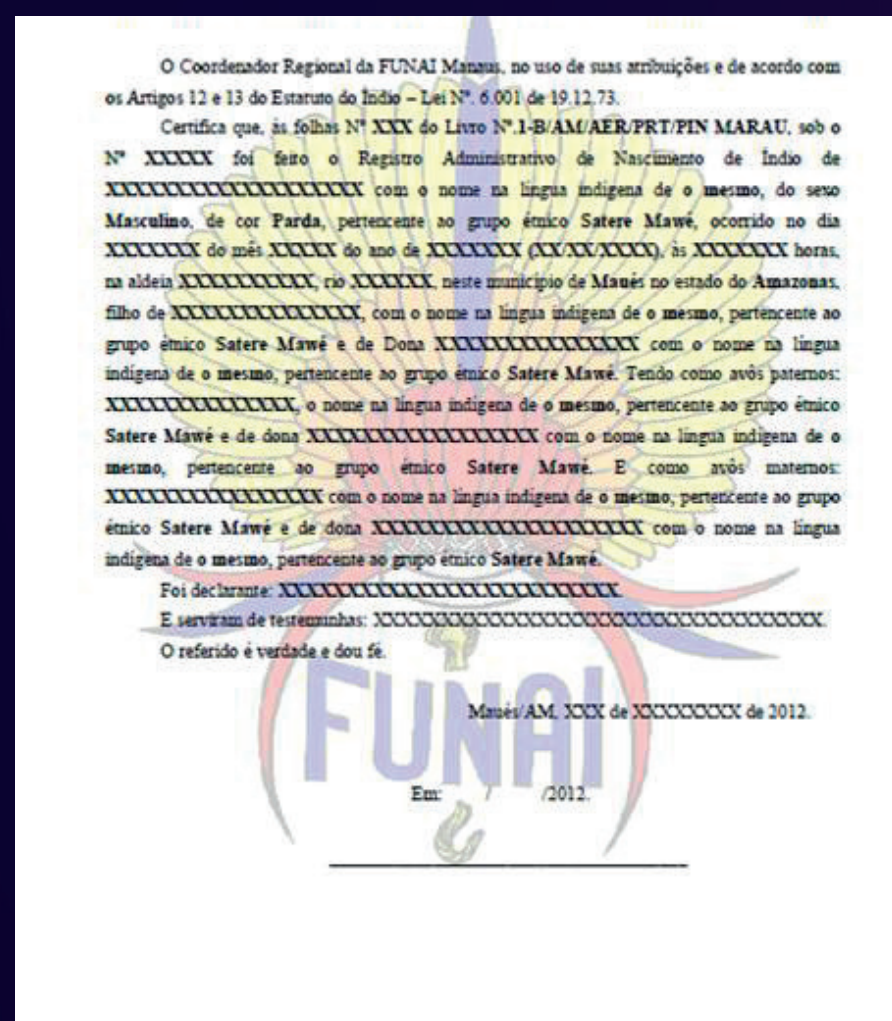 O Coordenador Regional da FUNAI Manaus, no uso de suas atribuições e de acordo com
os Artigos 12 e 13 do Estatuto do Índio – Lei Nº. 6.001 de 19.12.73.
Certifica que, às folhas Nº XXX do Livro Nº.1-B/AM/AER/PRT/PIN MARAU, sob o
Nº XXXXX foi feito o Registro Administrativo de Nascimento de Índio de
XXXXXXXXXXXXXXXXXXXX com o nome na língua indígena de o mesmo, do sexo
Masculino, de cor Parda, pertencente ao grupo étnico Satere Mawé, ocorrido no dia
XXXXXXX do mês XXXXX do ano de XXXXXXX (XX/XX/XXXX), às XXXXXXX horas,
na aldeia XXXXXXXXXXX, rio XXXXXX, neste município de Maués no estado do Amazonas,
filho de XXXXXXXXXXXXXXX, com o nome na língua indígena de o mesmo, pertencente ao
grupo étnico Satere Mawé e de Dona XXXXXXXXXXXXXXXX com o nome na língua
indígena de o mesmo, pertencente ao grupo étnico Satere Mawé. Tendo como avôs paternos:
XXXXXXXXXXXXXXX, o nome na língua indígena de o mesmo, pertencente ao grupo étnico
Satere Mawé e de dona XXXXXXXXXXXXXXXXXX com o nome na língua indígena de o
mesmo, pertencente ao grupo étnico Satere Mawé. E como avôs maternos:
XXXXXXXXXXXXXXXXX com o nome na língua indígena de o mesmo, pertencente ao grupo
étnico Satere Mawé e de dona XXXXXXXXXXXXXXXXXXXXX com o nome na língua
indígena de o mesmo, pertencente ao grupo étnico Satere Mawé.
Foi declarante: XXXXXXXXXXXXXXXXXXXXXXXXXXX.
E serviram de testemunhas: XXXXXXXXXXXXXXXXXXXXXXXXXXXXXXXXXXXX.
O referido é verdade e dou fé.
Maués/AM, XXX de XXXXXXXXX de 2012.
FUNAI
Em: / /2012.